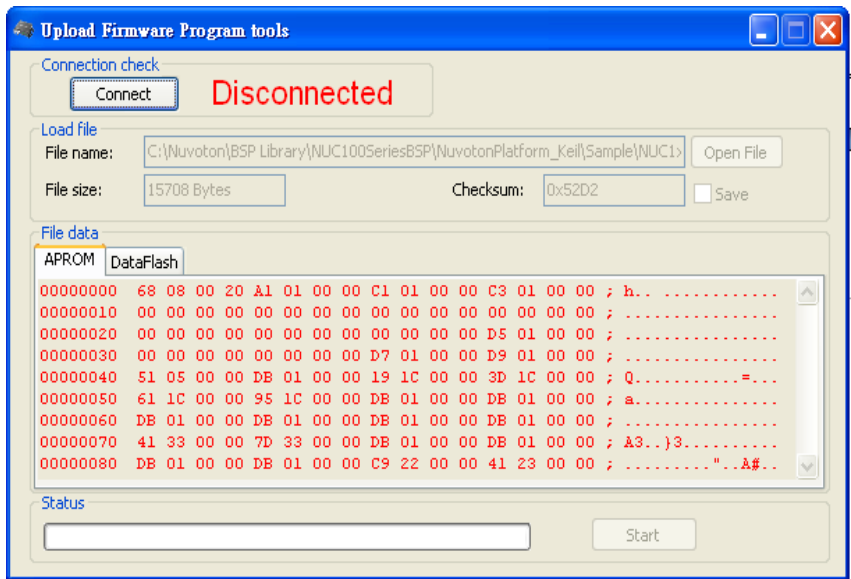 Upload Firmware Program tools
Connection check
Connect Disconnected
Load file
File name: C:\Nuvoton\BSP Library\NUC100SeriesBSP\NuvotonPlatform_Keil\Sample\NUC1 Open File
File size: 15708 Bytes Checksum: 0x52D2 Save
File data
APROM DataFlash
00000000 68 08 00 20 A1 01 00 00 C1 01 00 00 C3 01 00 00 ; h.. ............
00000010 00 00 00 00 00 00 00 00 00 00 00 00 00 00 00 00 ; ................
00000020 00 00 00 00 00 00 00 00 00 00 00 00 D5 01 00 00 ; ................
00000030 00 00 00 00 00 00 00 00 D7 01 00 00 D9 01 00 00 ; ................
00000040 51 05 00 00 DB 01 00 00 19 1C 00 00 3D 1C 00 00 ; Q...........=...
00000050 61 1C 00 00 95 1C 00 00 DB 01 00 00 DB 01 00 00 ; a...............
00000060 DB 01 00 00 DB 01 00 00 DB 01 00 00 DB 01 00 00 ; ................
00000070 41 33 00 00 7D 33 00 00 DB 01 00 00 DB 01 00 00 ; A3..}3..........
00000080 DB 01 00 00 DB 01 00 00 C9 22 00 00 41 23 00 00 ; ........."..A#..
Status
Start